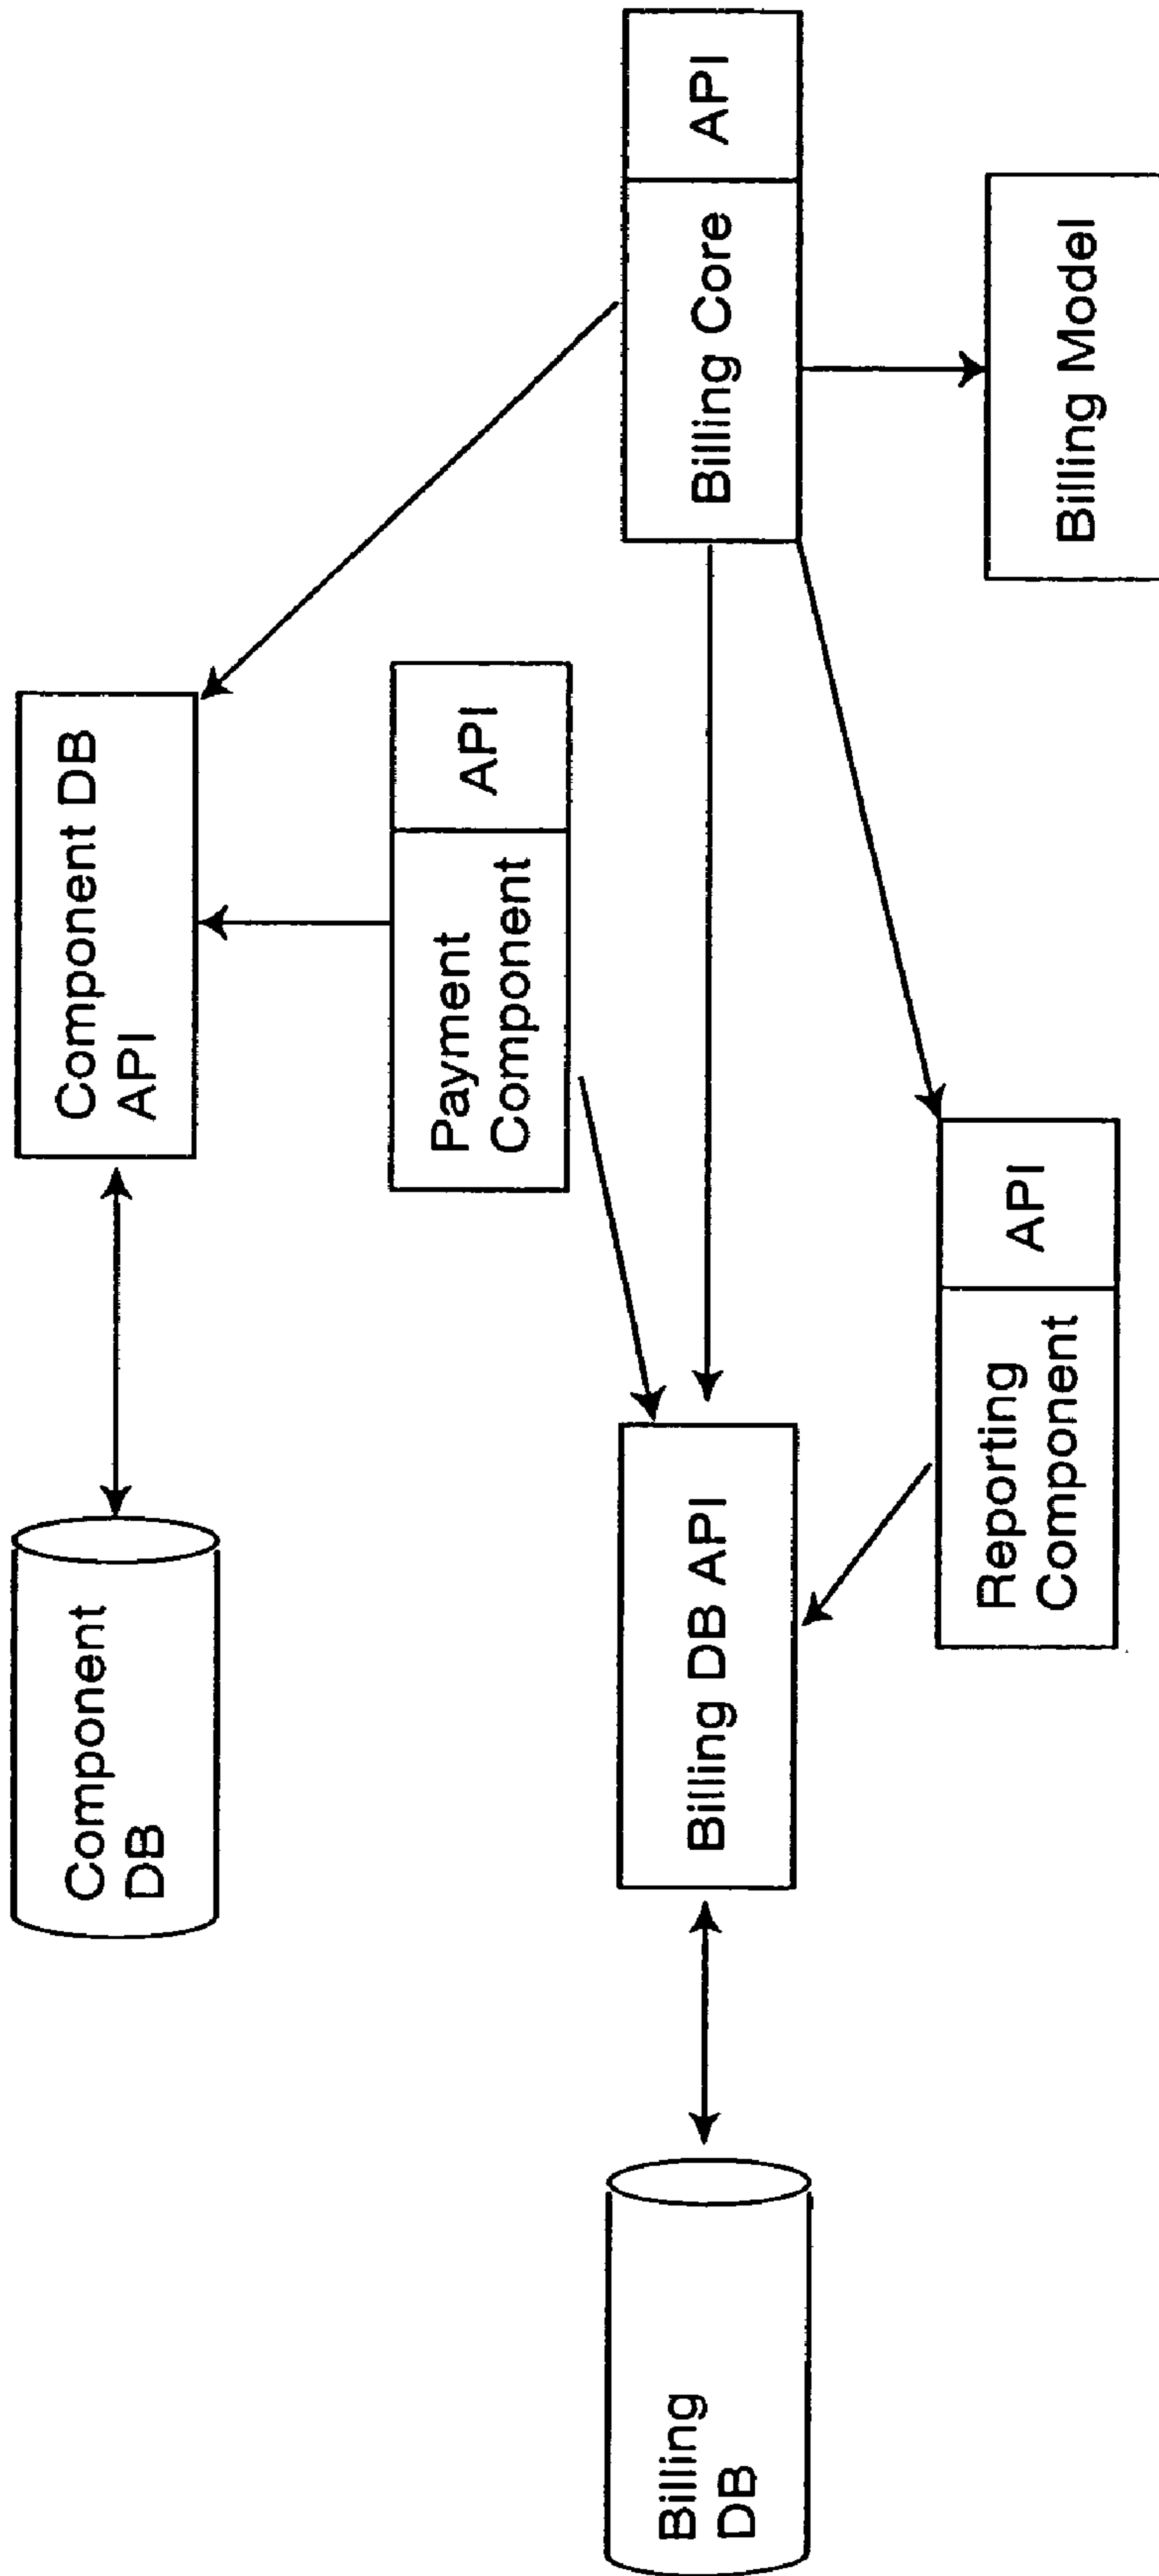 Component
DB
Component DB
API
Payment
Component
API
Billing
DB
Billing DB API
Billing Core
API
Reporting
Component
API
Billing Model